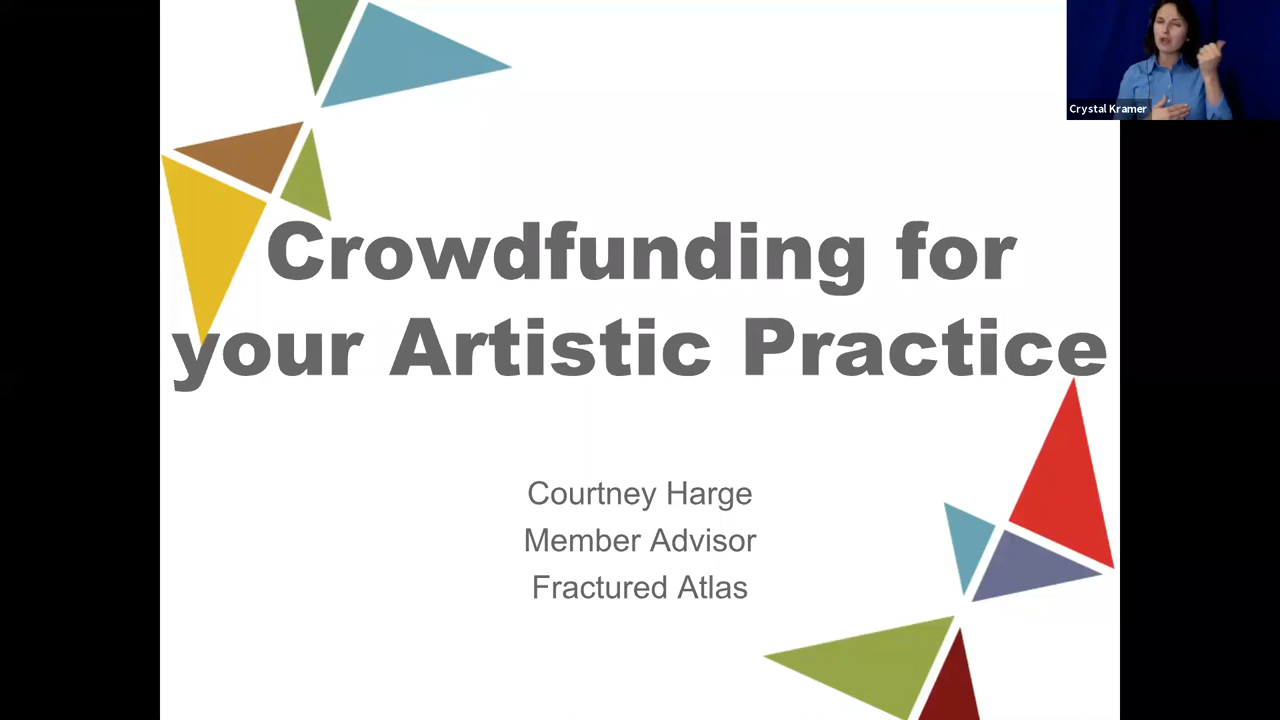 Crystal Kramer
Crowdfunding for
your Artistic Practice
Courtney Harge
Member Advisor
Fractured Atlas